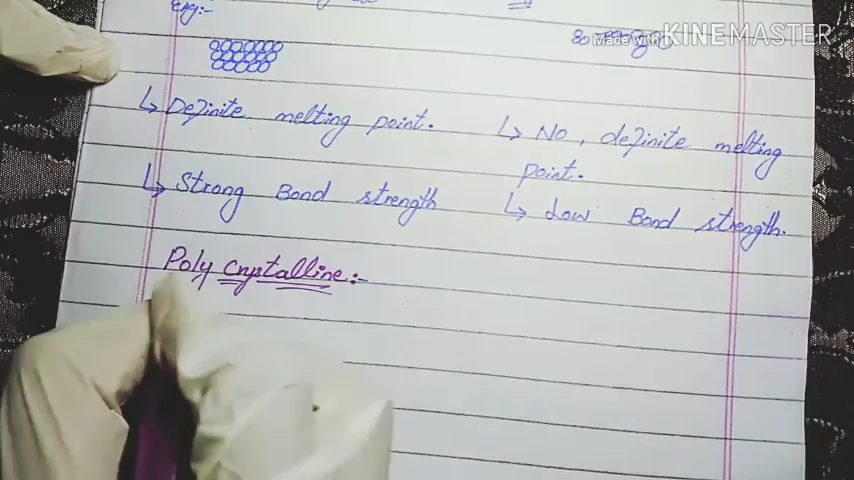 Eg:-
Made with KINEMASTER
↳ Definite melting point.
↳ No, definite melting point.
↳ Strong Bond strength
↳ Low Bond strength.
Poly crystalline:-